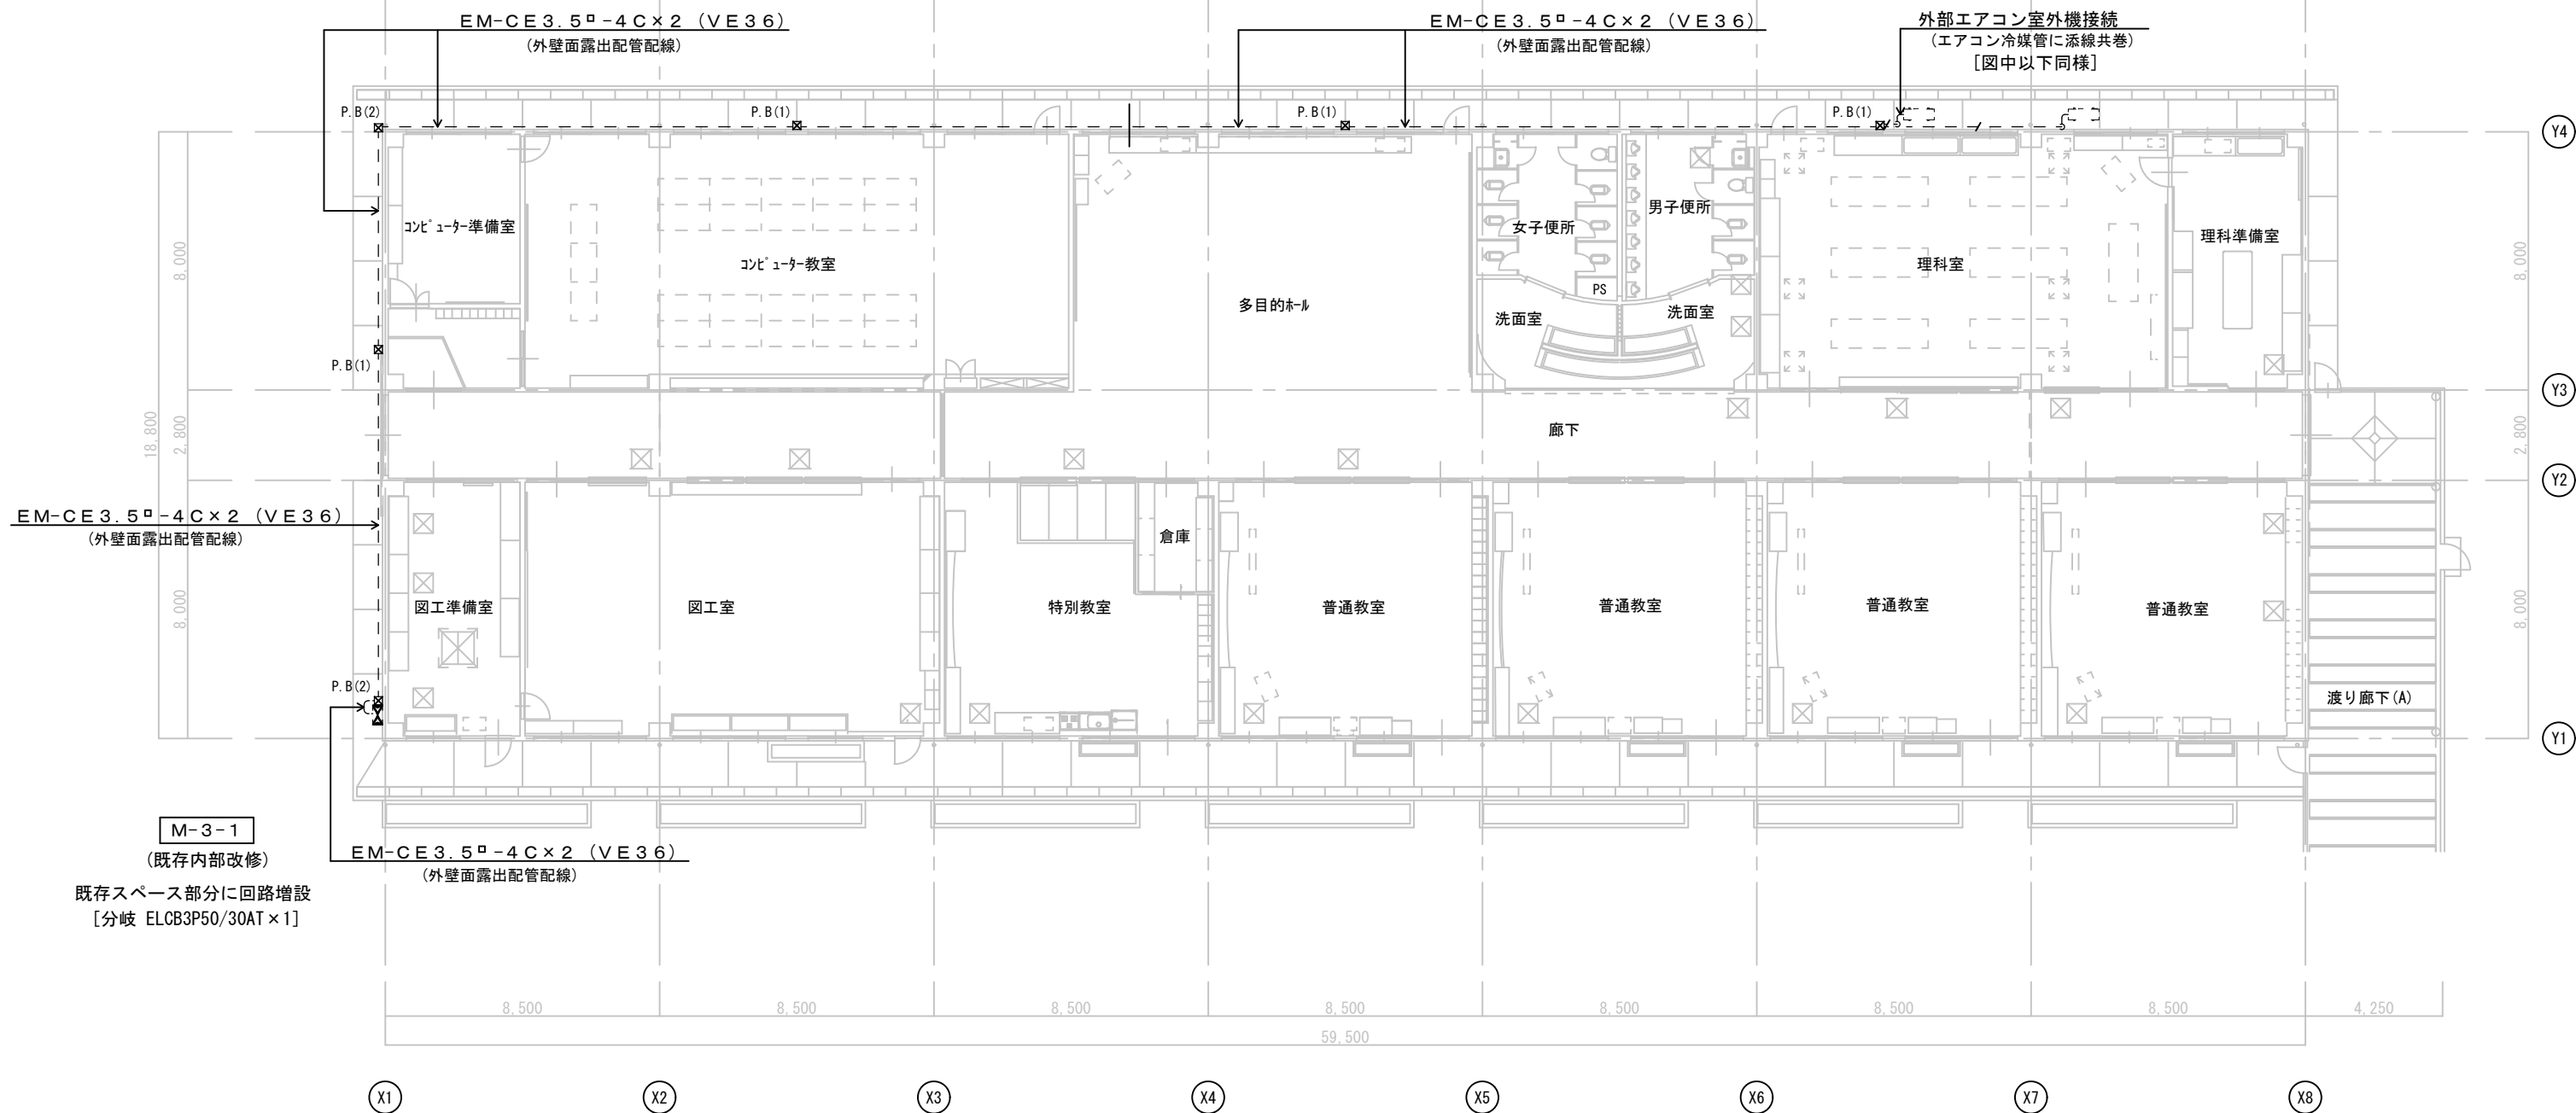 EM-CE3.5□-4C×2 (VE36)
(外壁面露出配管配線)
EM-CE3.5□-4C×2 (VE36)
(外壁面露出配管配線)
外部エアコン室外機接続
(エアコン冷媒管に添線共巻)
[図中以下同様]
P.B(2)
P.B(1)
P.B(1)
P.B(1)
Y4
コンピューター準備室
コンピューター教室
多目的ホール
女子便所
男子便所
理科室
理科準備室
PS
洗面室
洗面室
8,000
8,000
P.B(1)
Y3
18,800
2,800
廊下
2,800
Y2
EM-CE3.5□-4C×2 (VE36)
(外壁面露出配管配線)
倉庫
8,000
図工準備室
図工室
特別教室
普通教室
普通教室
普通教室
普通教室
8,000
P.B(2)
渡り廊下(A)
Y1
M-3-1
(既存内部改修)
既存スペース部分に回路増設
[分岐 ELCB3P50/30AT×1]
EM-CE3.5□-4C×2 (VE36)
(外壁面露出配管配線)
8,500
8,500
8,500
8,500
8,500
8,500
8,500
4,250
59,500
X1
X2
X3
X4
X5
X6
X7
X8